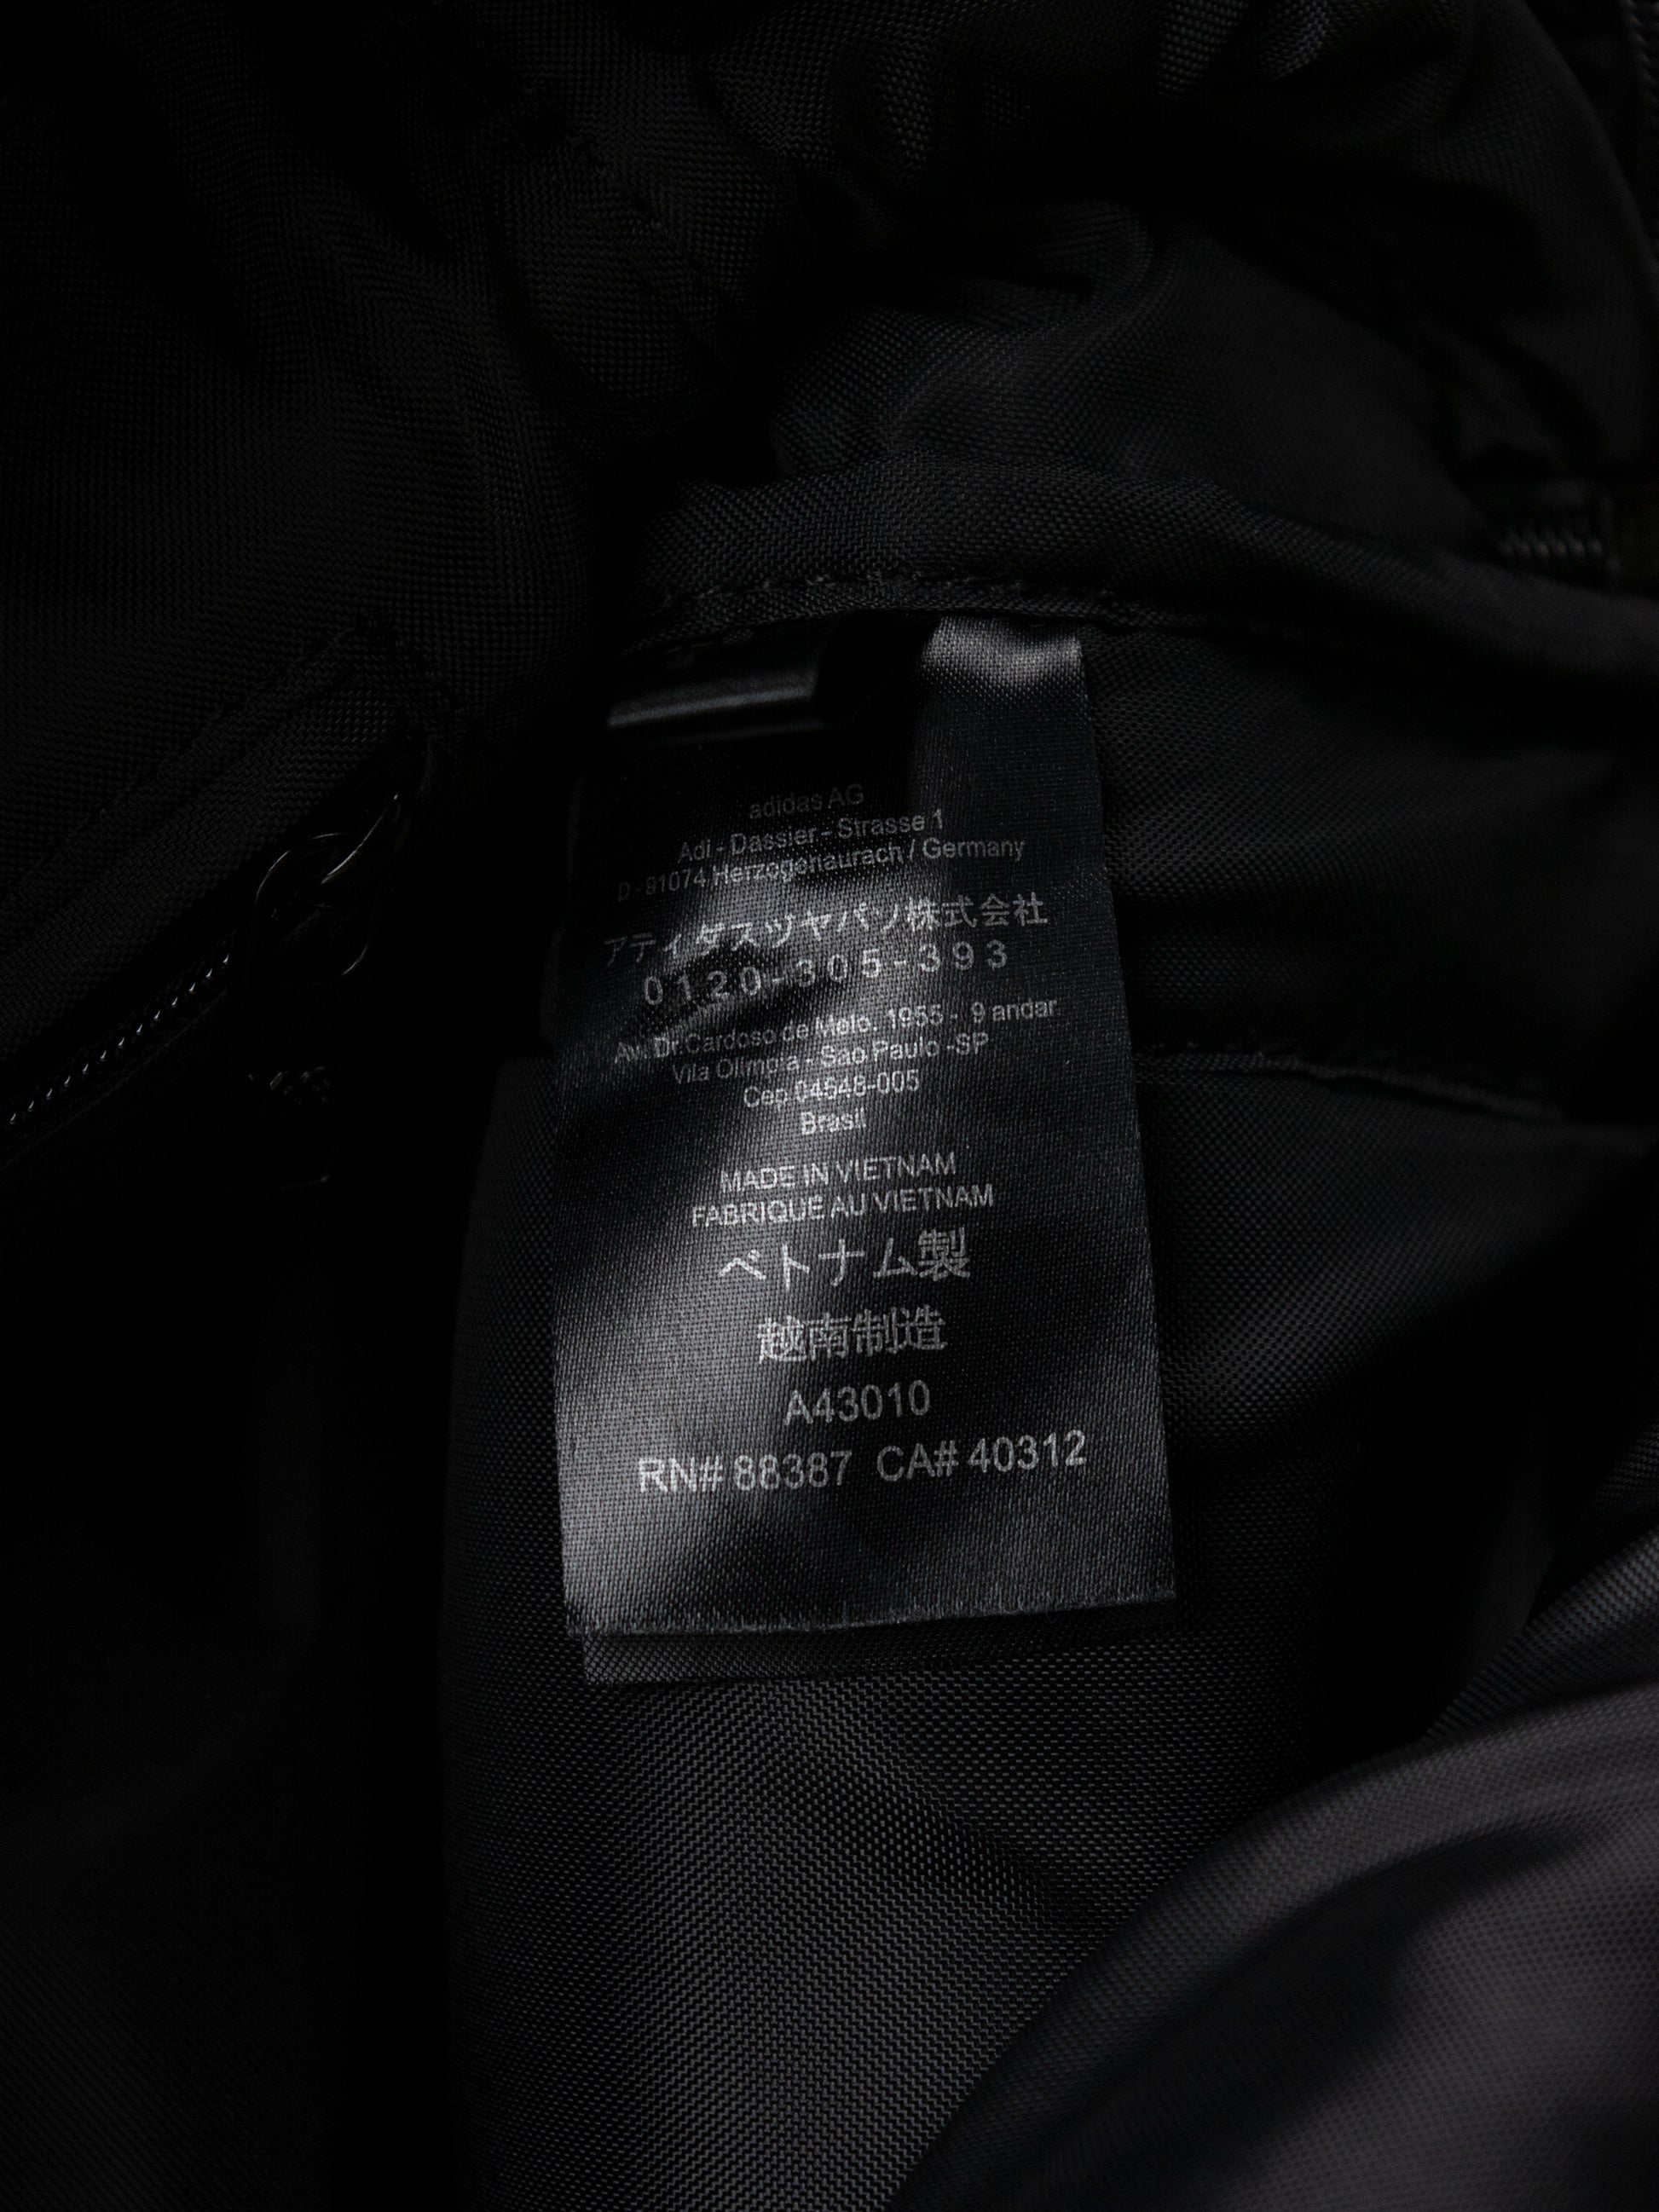 adidas AG
Adi - Dassler - Strasse 1
D - 91074 Herzogenaurach / Germany
アディダスジャパン株式会社
0120-305-393
Av. Dr. Cardoso de Melo. 1955 - 9 andar
Vila Olimpia - Sao Paulo -SP
Cep 04548-005
Brasil
MADE IN VIETNAM
FABRIQUE AU VIETNAM
ベトナム製
越南制造
A43010
RN# 88387 CA# 40312